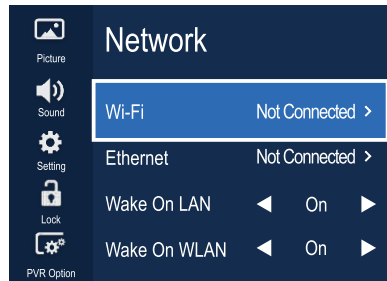 Picture
Sound
Setting
Lock
PVR Option
Network
Wi-Fi Not Connected >
Ethernet Not Connected >
Wake On LAN ◀ On ▶
Wake On WLAN ◀ On ▶